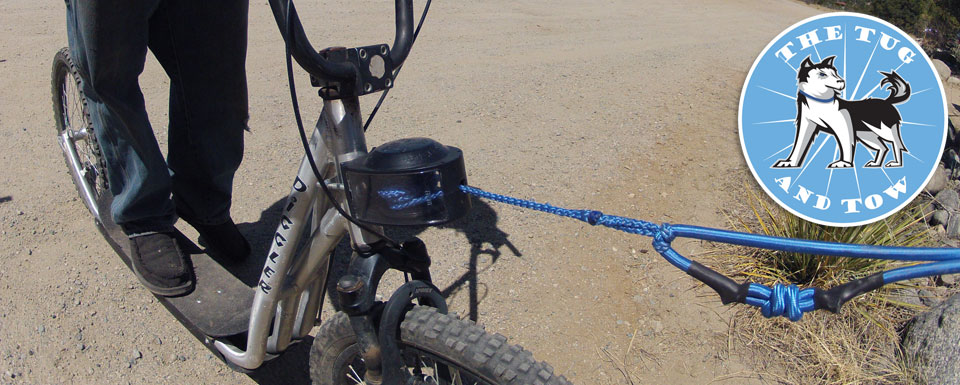 THE TUG
AND TOW
DIGGLER